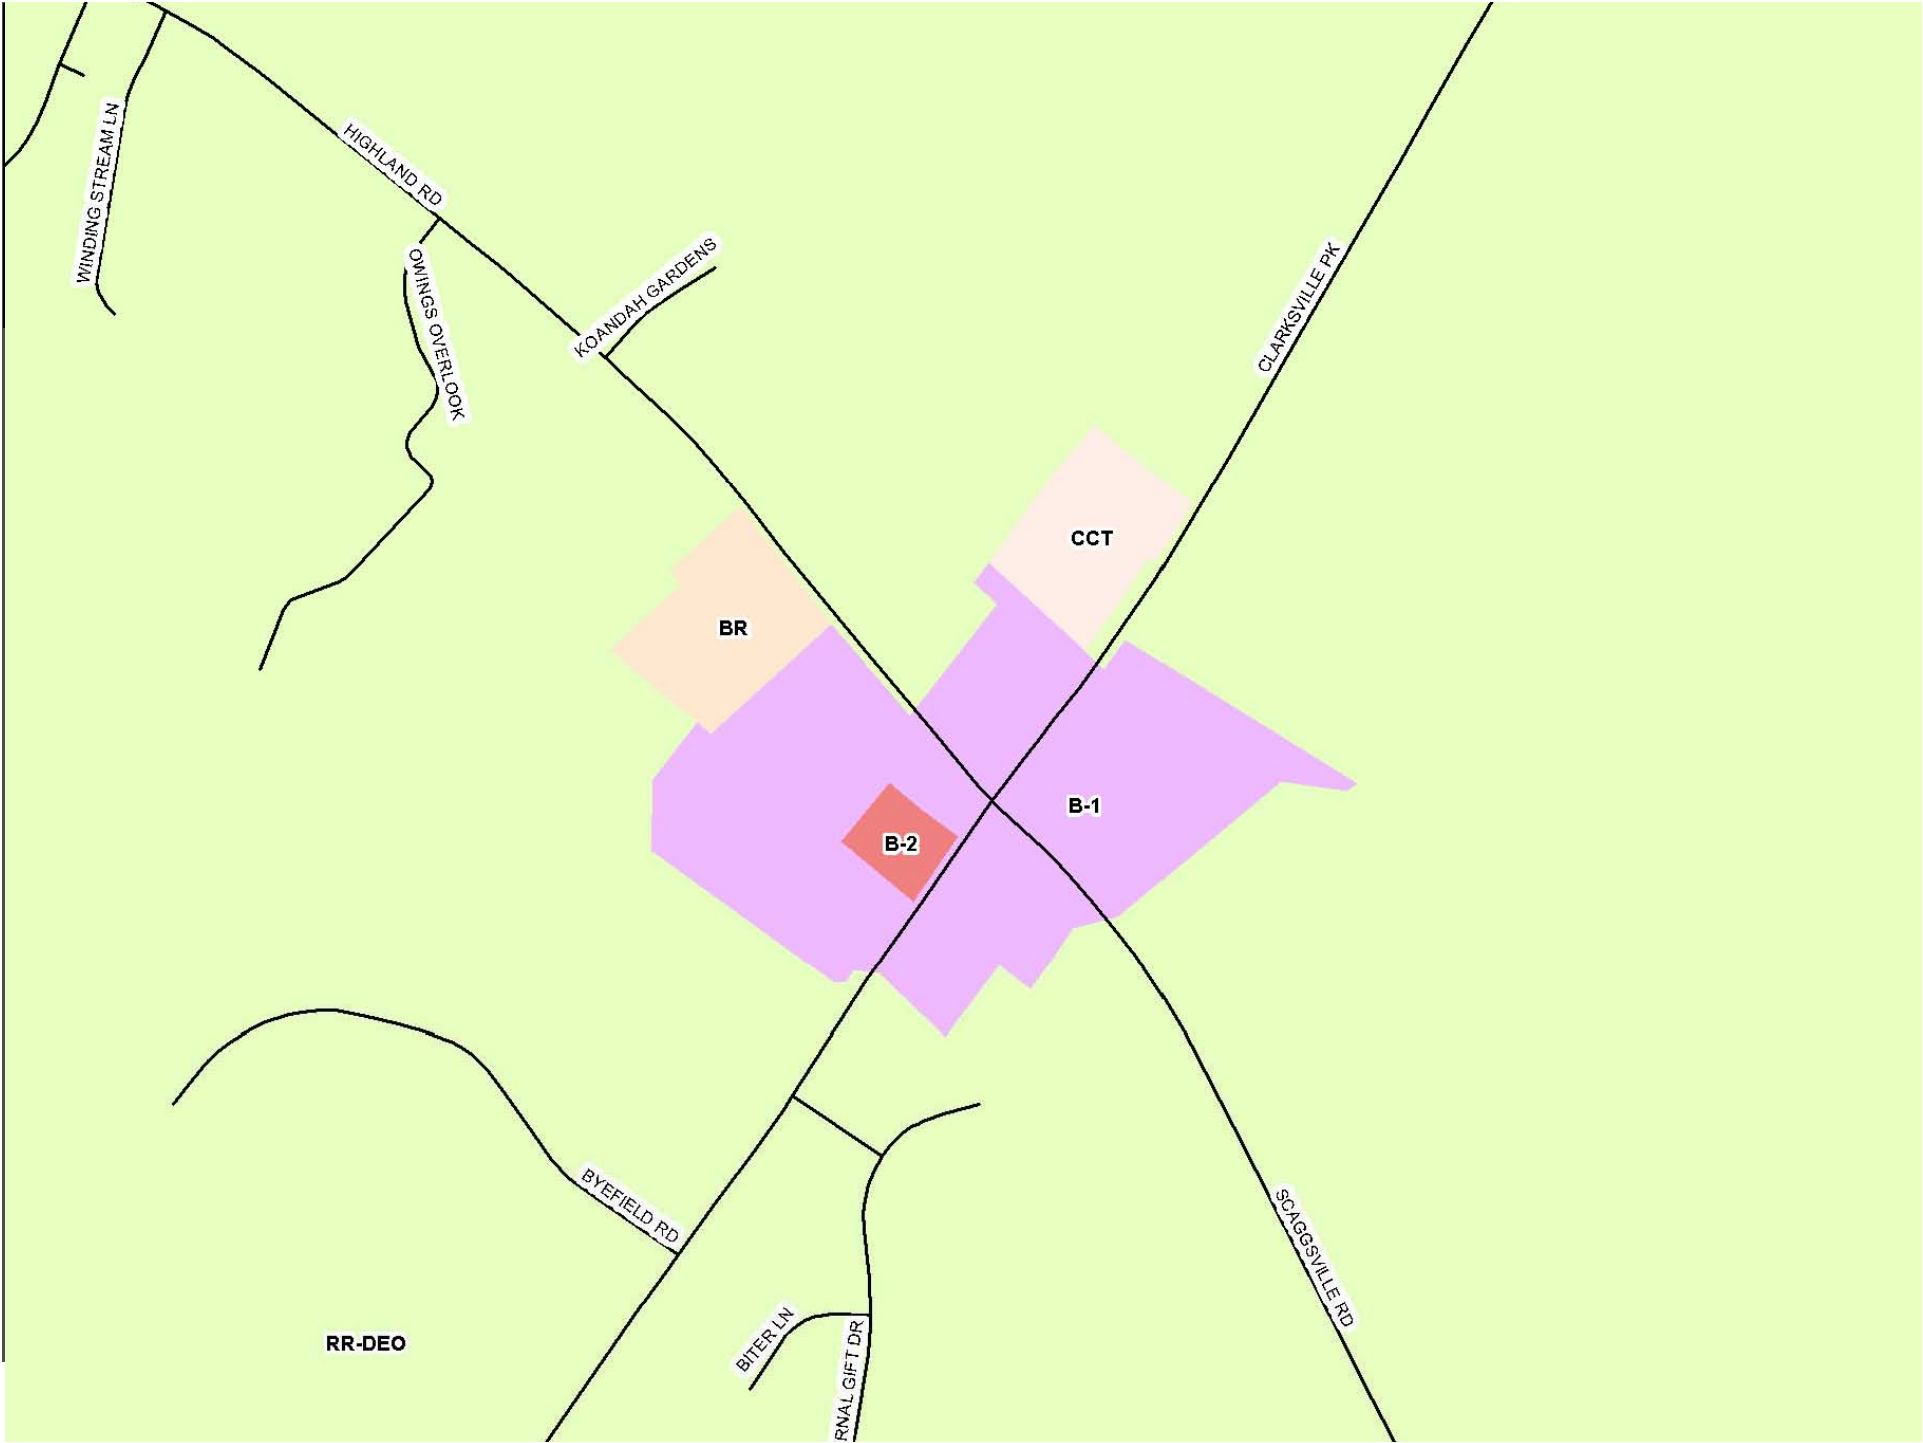 WINDING STREAM LN
HIGHLAND RD
OWINGS OVERLOOK
KOANDAH GARDENS
CLARKSVILLE PK
CCT
BR
B-1
B-2
BYEFIELD RD
SCAGGSVILLE RD
RR-DEO
BITER LN
RNAL GIFT DR